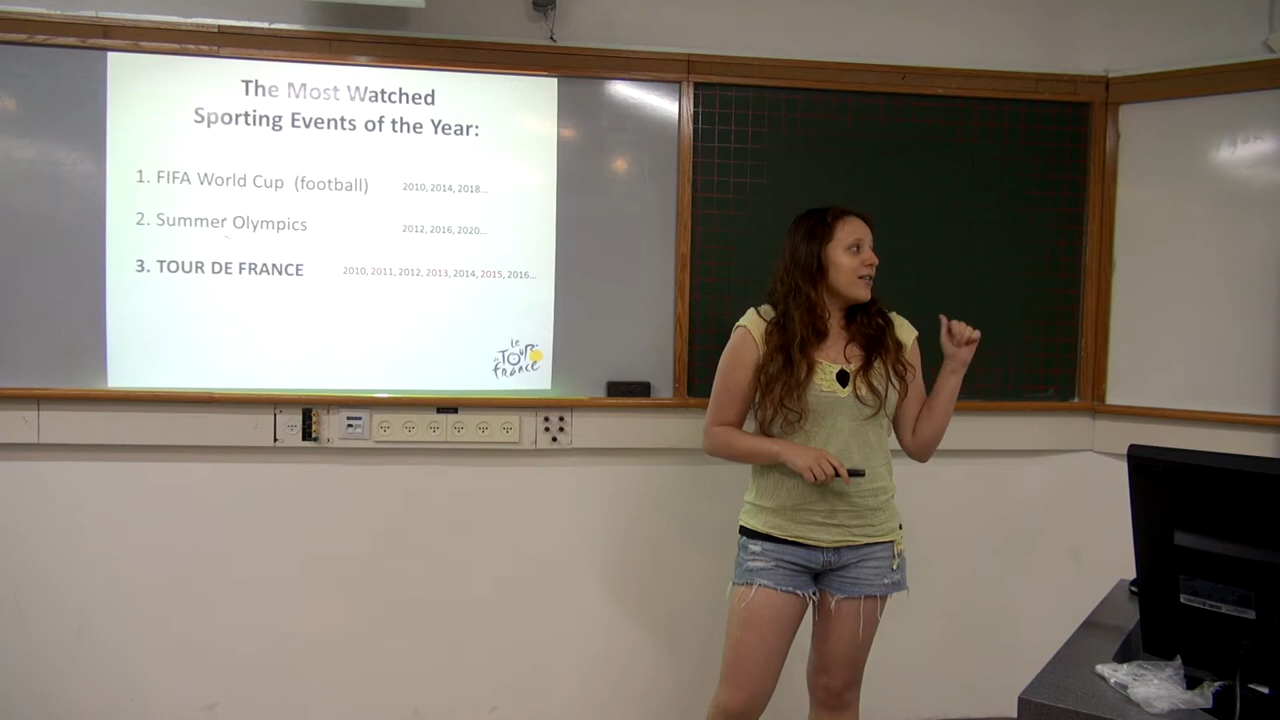 The Most Watched
Sporting Events of the Year:
1. FIFA World Cup (football) 2010, 2014, 2018...
2. Summer Olympics 2012, 2016, 2020...
3. TOUR DE FRANCE 2010, 2011, 2012, 2013, 2014, 2015, 2016...
le
TOUR
de
france